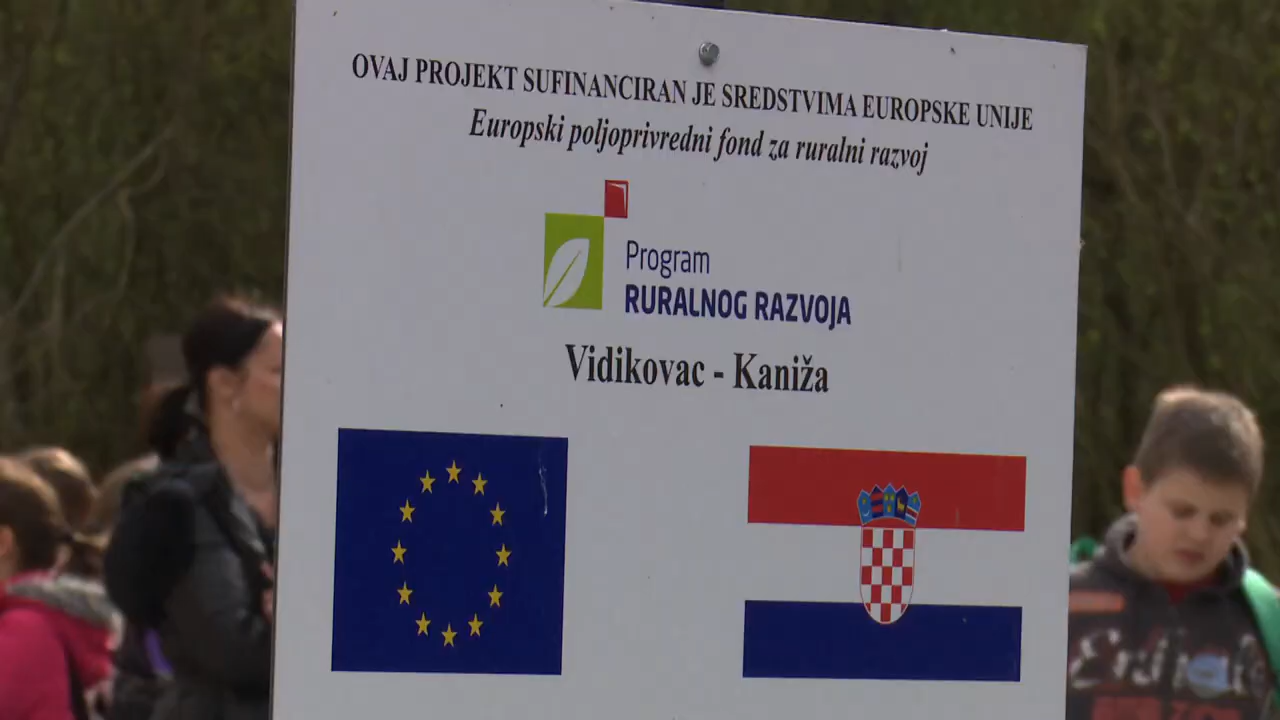 OVAJ PROJEKT SUFINANCIRAN JE SREDSTVIMA EUROPSKE UNIJE
Europski poljoprivredni fond za ruralni razvoj
Program
RURALNOG RAZVOJA
Vidikovac - Kaniža